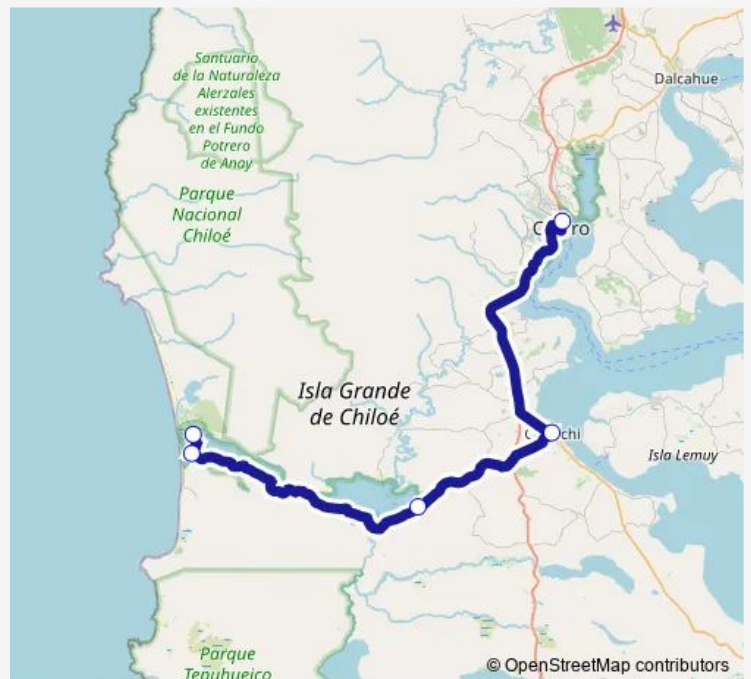 Santuario
de la Naturaleza
Alerzales
existentes
en el Fundo
Potrero
de Anay
Dalcahue
Parque
Nacional
Chiloé
Isla Grande
de Chiloé
Isla Lemuy
Parque
Tepuhueico
© OpenStreetMap contributors